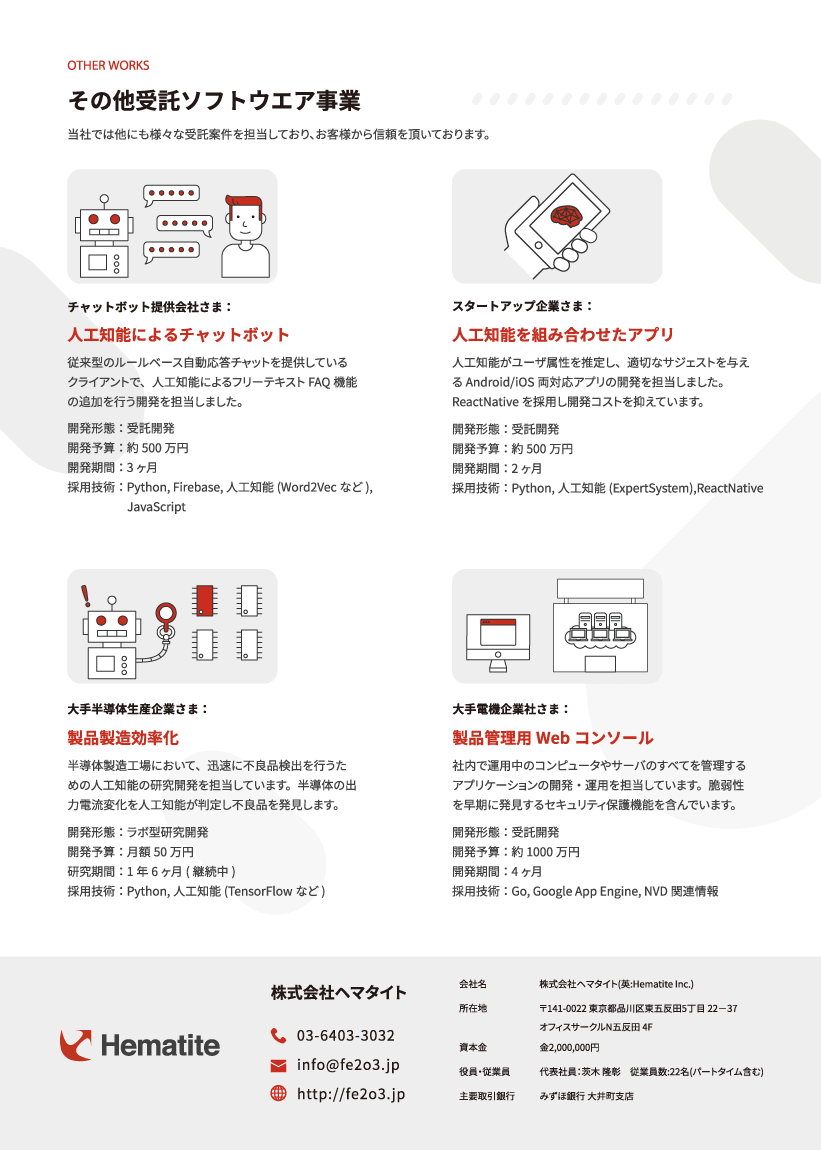 OTHER WORKS
その他受託ソフトウエア事業
当社では他にも様々な受託案件を担当しており、お客様から信頼を頂いております。
チャットボット提供会社さま：
人工知能によるチャットボット
従来型のルールベース自動応答チャットを提供している
クライアントで、人工知能によるフリーテキスト FAQ 機能
の追加を行う開発を担当しました。
開発形態：受託開発
開発予算：約 500 万円
開発期間：3 ヶ月
採用技術：Python, Firebase, 人工知能 (Word2Vec など ),
JavaScript
スタートアップ企業さま：
人工知能を組み合わせたアプリ
人工知能がユーザ属性を推定し、適切なサジェストを与え
る Android/iOS 両対応アプリの開発を担当しました。
ReactNative を採用し開発コストを抑えています。
開発形態：受託開発
開発予算：約 500 万円
開発期間：2 ヶ月
採用技術：Python, 人工知能 (ExpertSystem),ReactNative
大手半導体生産企業さま：
製品製造効率化
半導体製造工場において、迅速に不良品検出を行うた
めの人工知能の研究開発を担当しています。半導体の出
力電流変化を人工知能が判定し不良品を発見します。
開発形態：ラボ型研究開発
開発予算：月額 50 万円
研究期間：1 年 6 ヶ月 ( 継続中 )
採用技術：Python, 人工知能 (TensorFlow など )
大手電機企業社さま：
製品管理用 Web コンソール
社内で運用中のコンピュータやサーバのすべてを管理する
アプリケーションの開発・運用を担当しています。脆弱性
を早期に発見するセキュリティ保護機能を含んでいます。
開発形態：受託開発
開発予算：約 1000 万円
開発期間：4 ヶ月
採用技術：Go, Google App Engine, NVD 関連情報
Hematite
株式会社ヘマタイト
03-6403-3032
info@fe2o3.jp
http://fe2o3.jp
会社名 株式会社ヘマタイト(英:Hematite Inc.)
所在地 〒141-0022 東京都品川区東五反田5丁目 22－37
オフィスサークルN五反田 4F
資本金 金2,000,000円
役員・従業員 代表社員：茨木 隆彰 従業員数:22名(パートタイム含む)
主要取引銀行 みずほ銀行 大井町支店